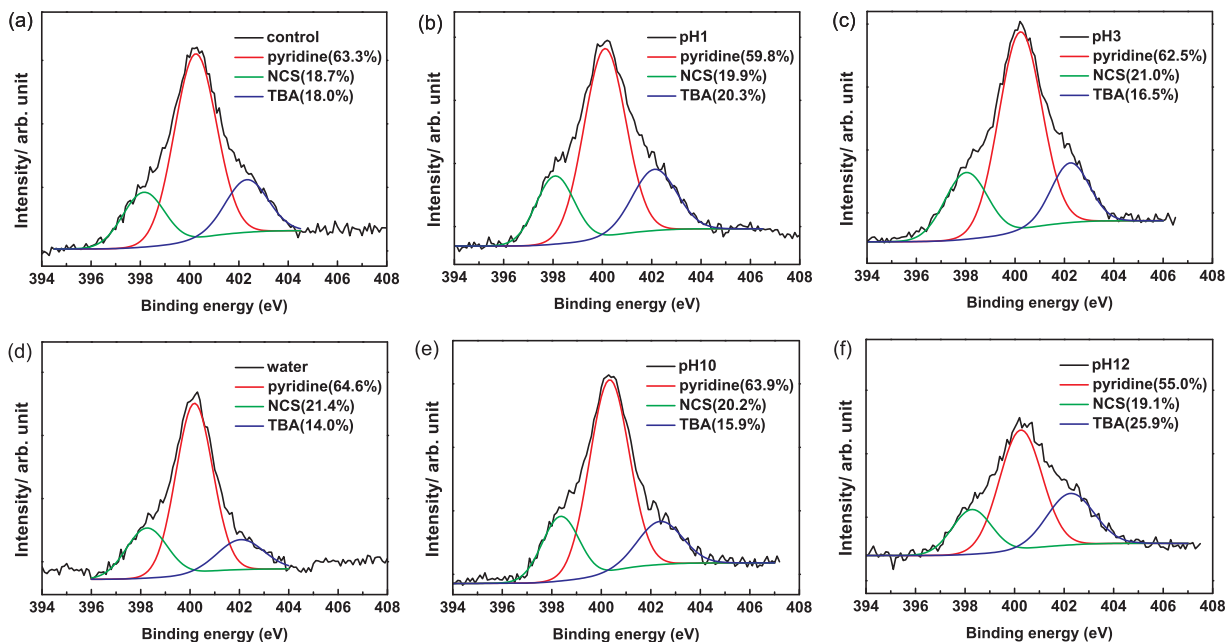 (a)
control
pyridine(63.3%)
NCS(18.7%)
TBA(18.0%)
Intensity/ arb. unit
394 396 398 400 402 404 406 408
Binding energy (eV)
(b)
pH1
pyridine(59.8%)
NCS(19.9%)
TBA(20.3%)
Intensity/ arb. unit
394 396 398 400 402 404 406 408
Binding energy (eV)
(c)
pH3
pyridine(62.5%)
NCS(21.0%)
TBA(16.5%)
Intensity/ arb. unit
394 396 398 400 402 404 406 408
Binding energy (eV)
(d)
water
pyridine(64.6%)
NCS(21.4%)
TBA(14.0%)
Intensity/ arb. unit
394 396 398 400 402 404 406 408
Binding energy (eV)
(e)
pH10
pyridine(63.9%)
NCS(20.2%)
TBA(15.9%)
Intensity/ arb. unit
394 396 398 400 402 404 406 408
Binding energy (eV)
(f)
pH12
pyridine(55.0%)
NCS(19.1%)
TBA(25.9%)
Intensity/ arb. unit
394 396 398 400 402 404 406 408
Binding energy (eV)